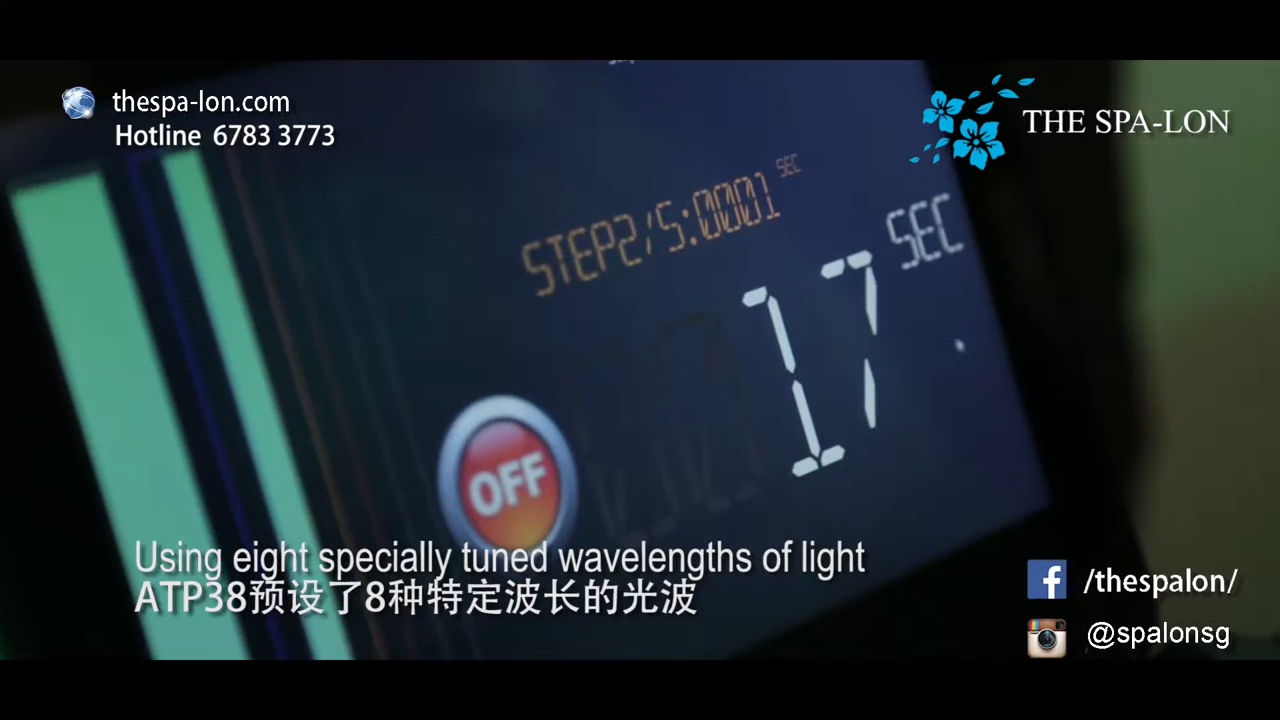 thespa-lon.com
Hotline 6783 3773
THE SPA-LON
STEP2/5:0001 SEC
17 SEC
OFF
Using eight specially tuned wavelengths of light
ATP38预设了8种特定波长的光波
/thespalon/
@spalonsg